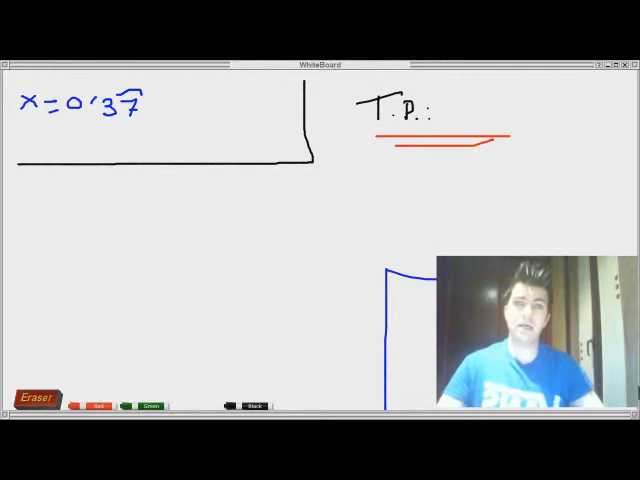 WhiteBoard
x = 0'37̑
T.P.:
Eraser
Red
Green
Black